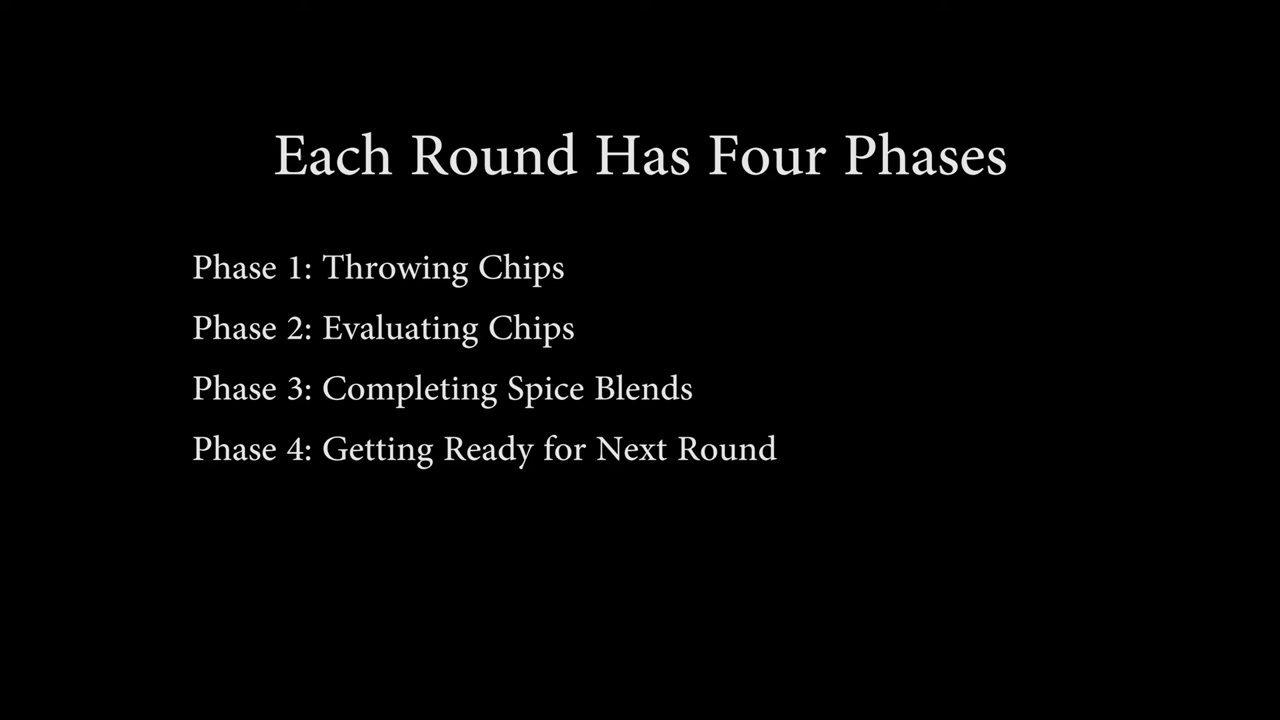 Each Round Has Four Phases
Phase 1: Throwing Chips
Phase 2: Evaluating Chips
Phase 3: Completing Spice Blends
Phase 4: Getting Ready for Next Round